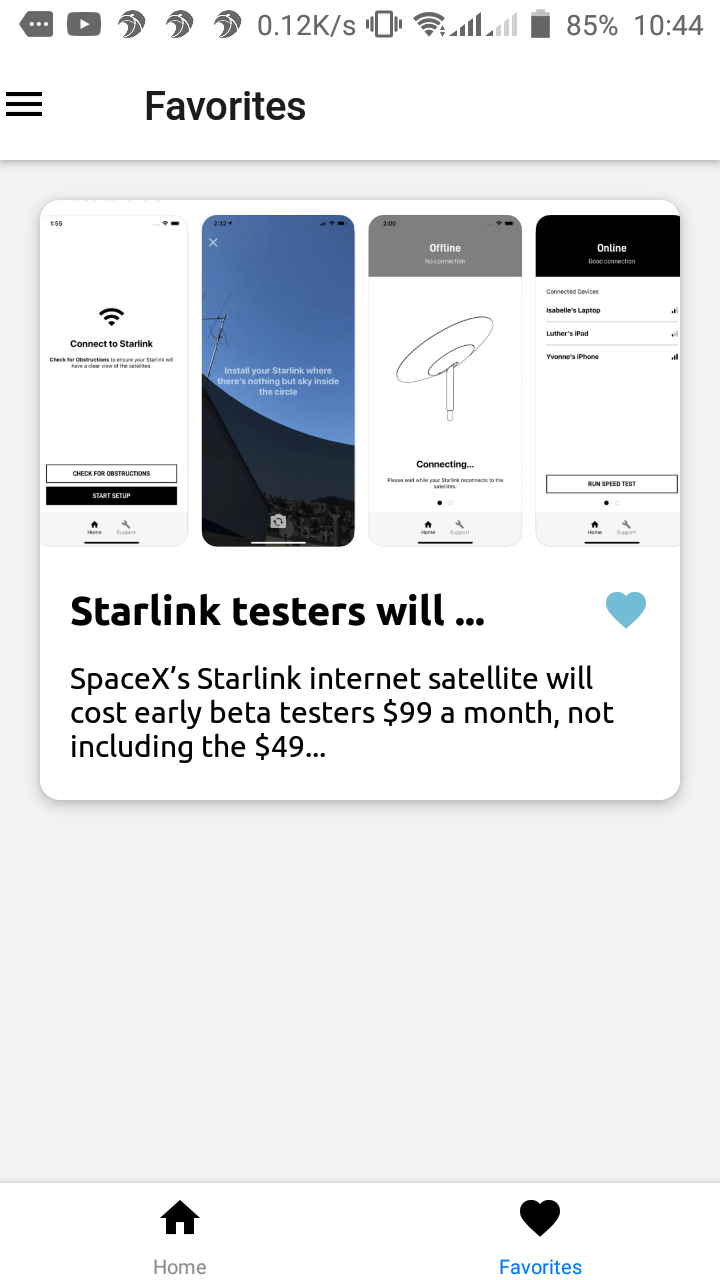 0.12K/s 85% 10:44
Favorites
1:55
2:32
2:00
Offline
No connection
Online
Good connection
Connected Devices
Isabelle's Laptop
Luther's iPad
Yvonne's iPhone
Connect to Starlink
Check for Obstructions to ensure your Starlink will
have a clear view of the satellites.
Install your Starlink where
there's nothing but sky inside
the circle
Connecting...
Please wait while your Starlink reconnects to the
satellites.
CHECK FOR OBSTRUCTIONS
START SETUP
RUN SPEED TEST
Home Support
Home Support
Home Support
Starlink testers will ...
SpaceX’s Starlink internet satellite will
cost early beta testers $99 a month, not
including the $49...
Home Favorites